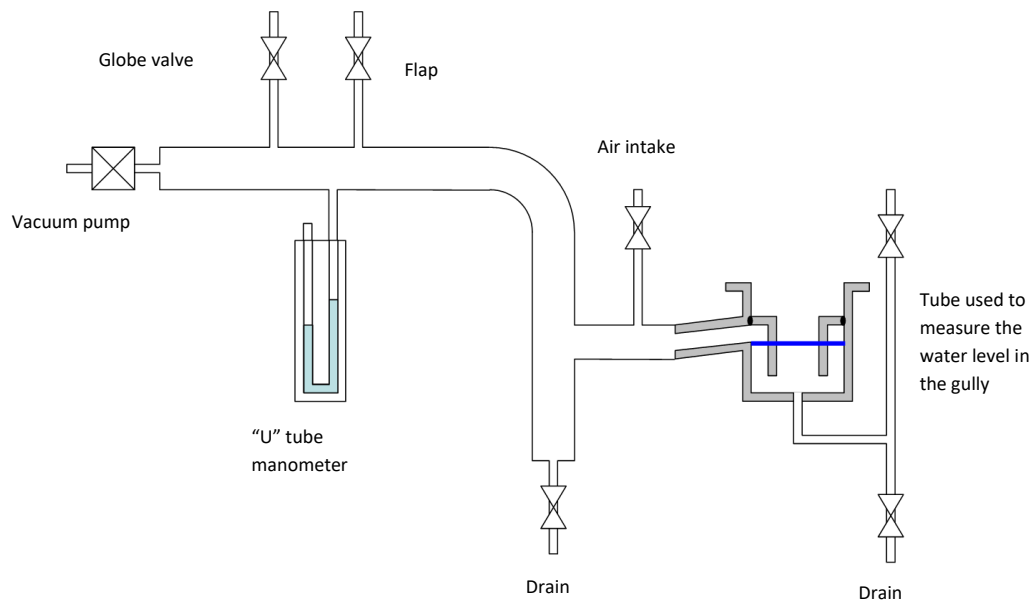 Globe valve
Flap
Air intake
Vacuum pump
Tube used to
measure the
water level in
the gully
“U” tube
manometer
Drain
Drain